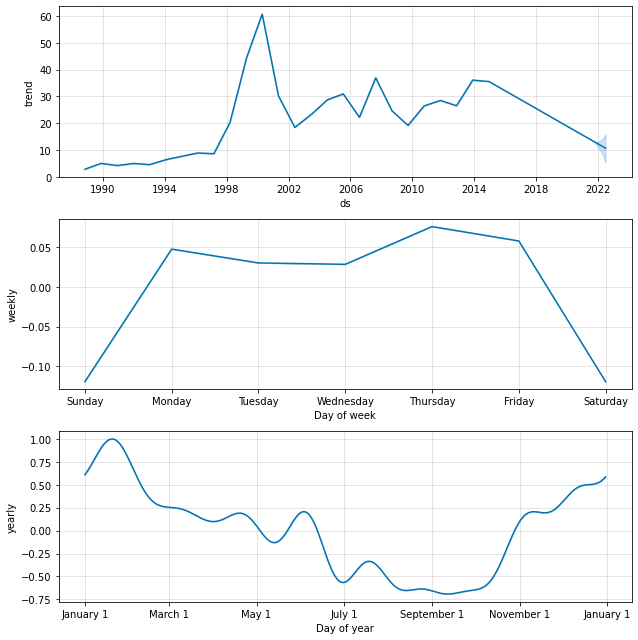 60
50
40
30
20
10
0
trend
1990 1994 1998 2002 2006 2010 2014 2018 2022
ds
0.05
0.00
−0.05
−0.10
weekly
Sunday Monday Tuesday Wednesday Thursday Friday Saturday
Day of week
1.00
0.75
0.50
0.25
0.00
−0.25
−0.50
−0.75
yearly
January 1 March 1 May 1 July 1 September 1 November 1 January 1
Day of year